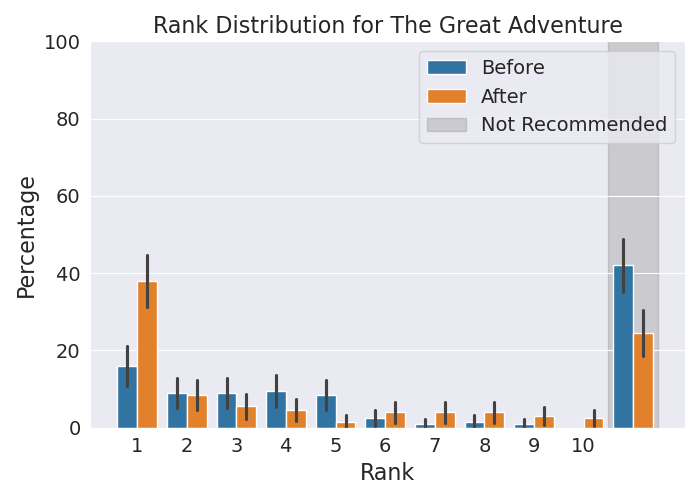 Rank Distribution for The Great Adventure
100
80
60
40
20
0
Percentage
Before
After
Not Recommended
1 2 3 4 5 6 7 8 9 10
Rank